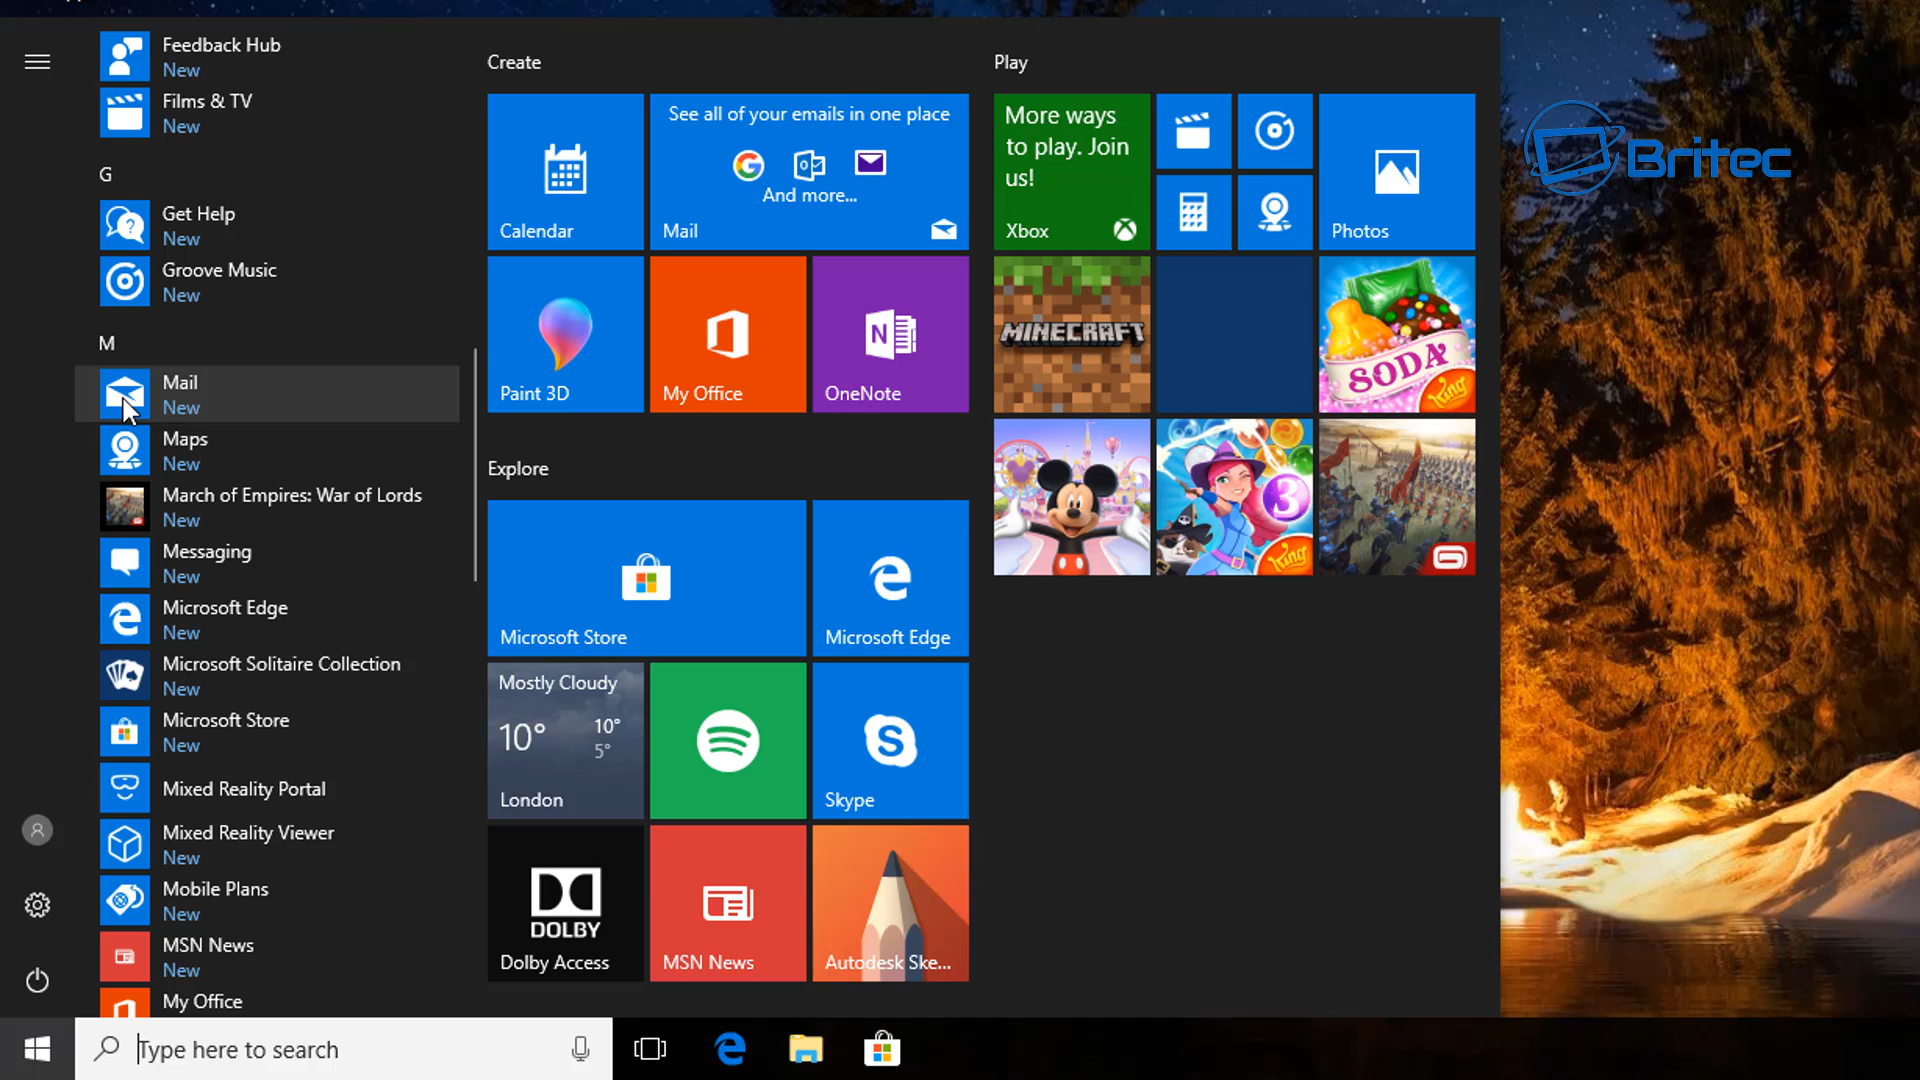 Feedback Hub
New
Films & TV
New
G
Get Help
New
Groove Music
New
M
Mail
New
Maps
New
March of Empires: War of Lords
New
Messaging
New
Microsoft Edge
New
Microsoft Solitaire Collection
New
Microsoft Store
New
Mixed Reality Portal
Mixed Reality Viewer
New
Mobile Plans
New
MSN News
New
My Office
Type here to search
Create
Calendar
See all of your emails in one place
And more...
Mail
Paint 3D
My Office
N
OneNote
Explore
Microsoft Store
Microsoft Edge
Mostly Cloudy
10° 10°
5°
London
Skype
DOLBY
Dolby Access
MSN News
Autodesk Ske...
Play
More ways
to play. Join
us!
Xbox
Photos
MINECRAFT
SODA
King
3
King
Britec